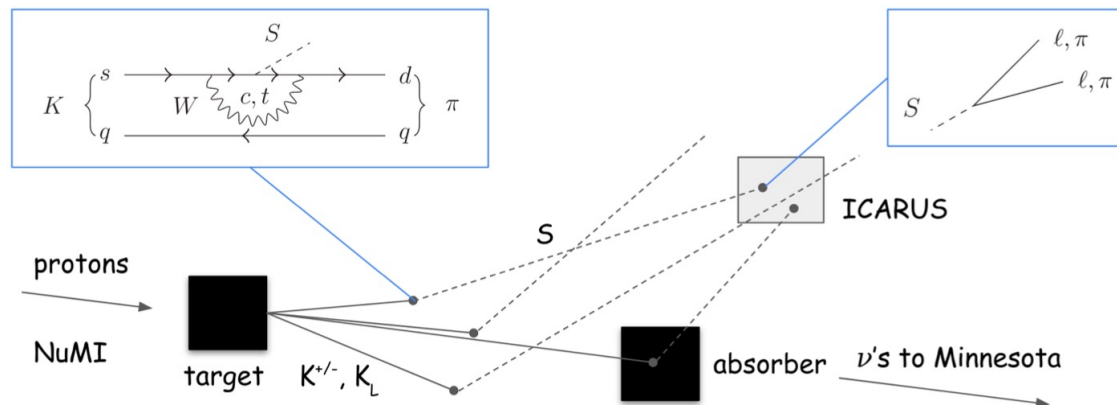 S
K
s
d
W
c, t
π
q
q
ℓ, π
ℓ, π
S
ICARUS
S
protons
NuMI
target
K+/-, KL
absorber
ν's to Minnesota